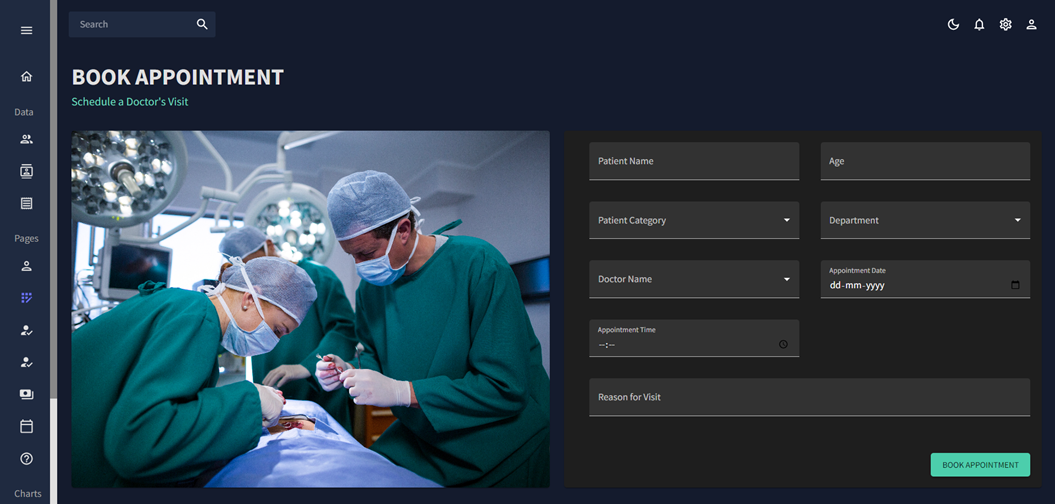 Search
BOOK APPOINTMENT
Schedule a Doctor's Visit
Data
Pages
Charts
Patient Name
Age
Patient Category
Department
Doctor Name
Appointment Date
dd-mm-yyyy
Appointment Time
--:--
Reason for Visit
BOOK APPOINTMENT